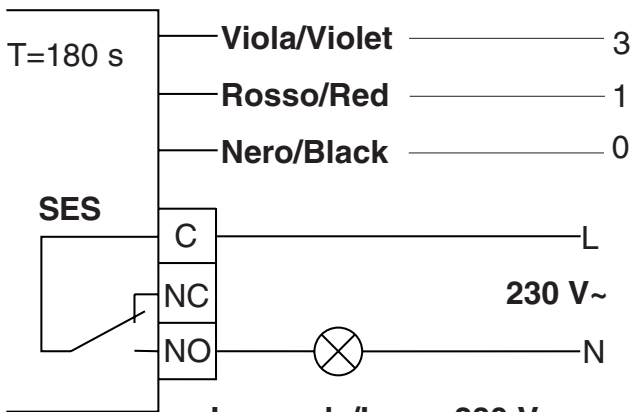 T=180 s
Viola/Violet 3
Rosso/Red 1
Nero/Black 0
SES
C L
NC 230 V~
NO N